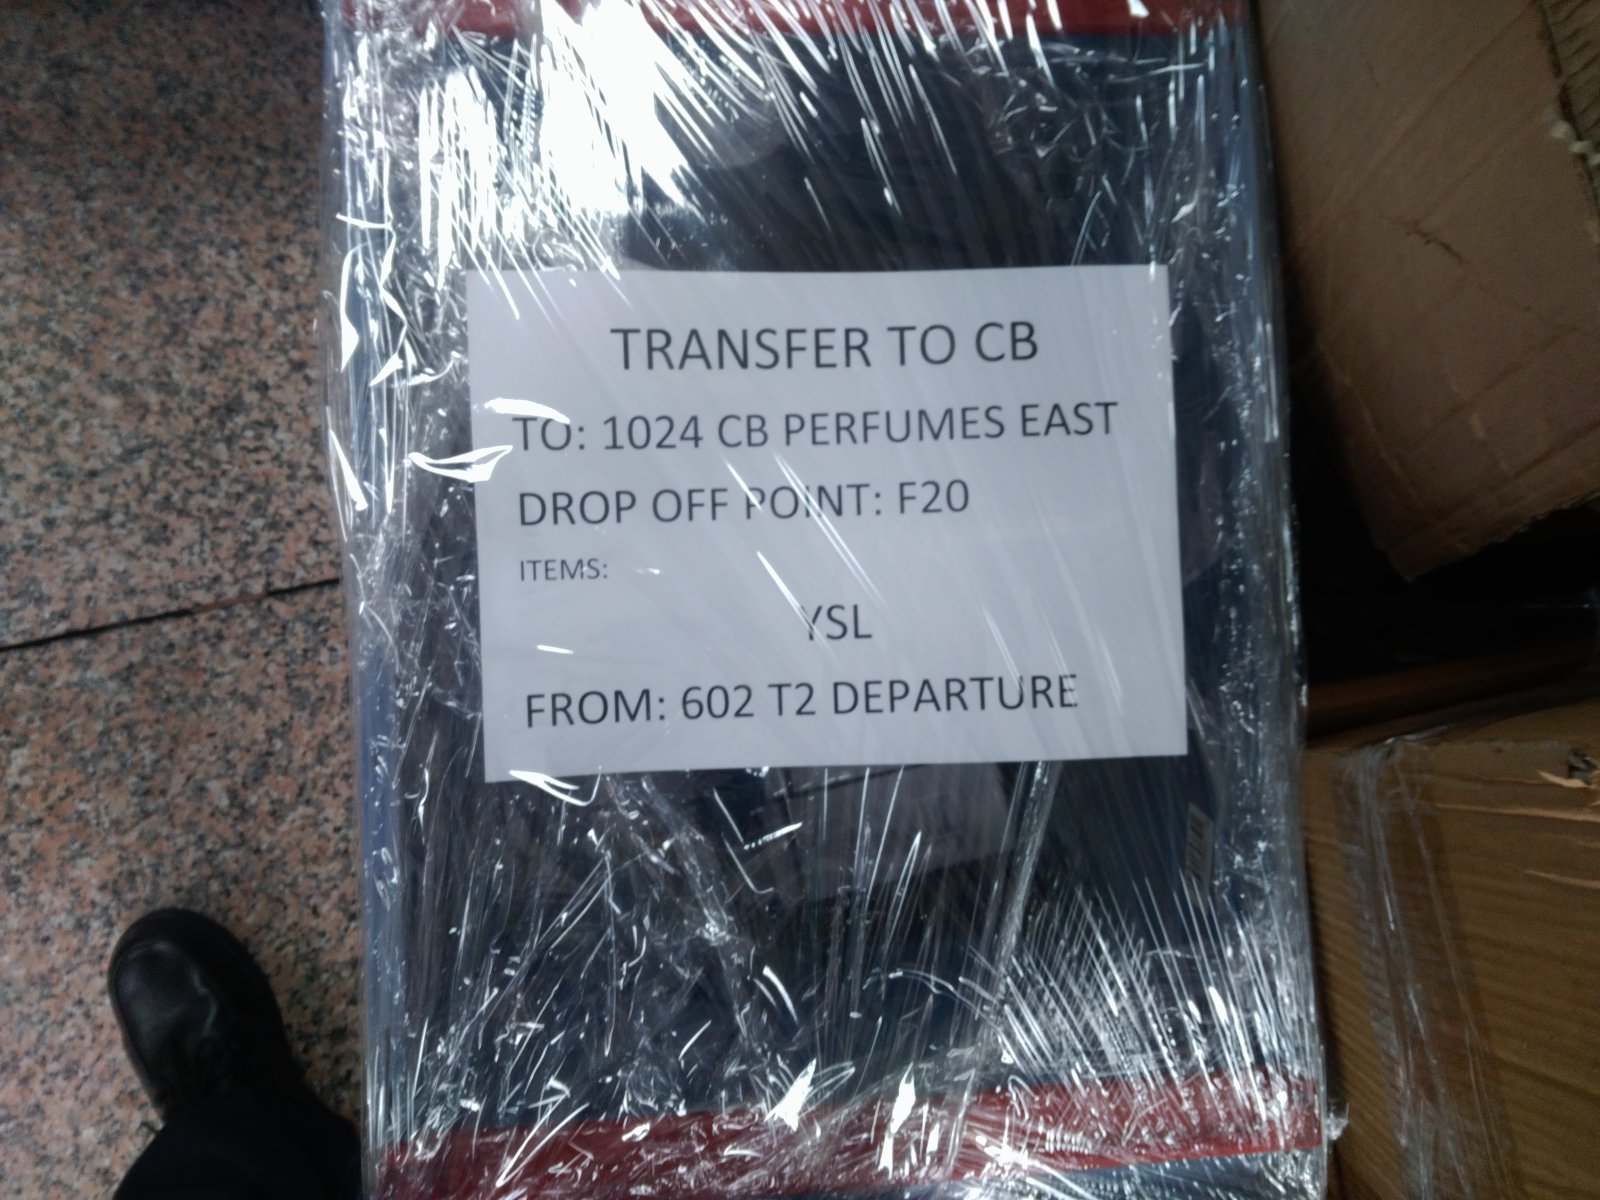 TRANSFER TO CB
TO: 1024 CB PERFUMES EAST
DROP OFF POINT: F20
ITEMS:
YSL
FROM: 602 T2 DEPARTURE